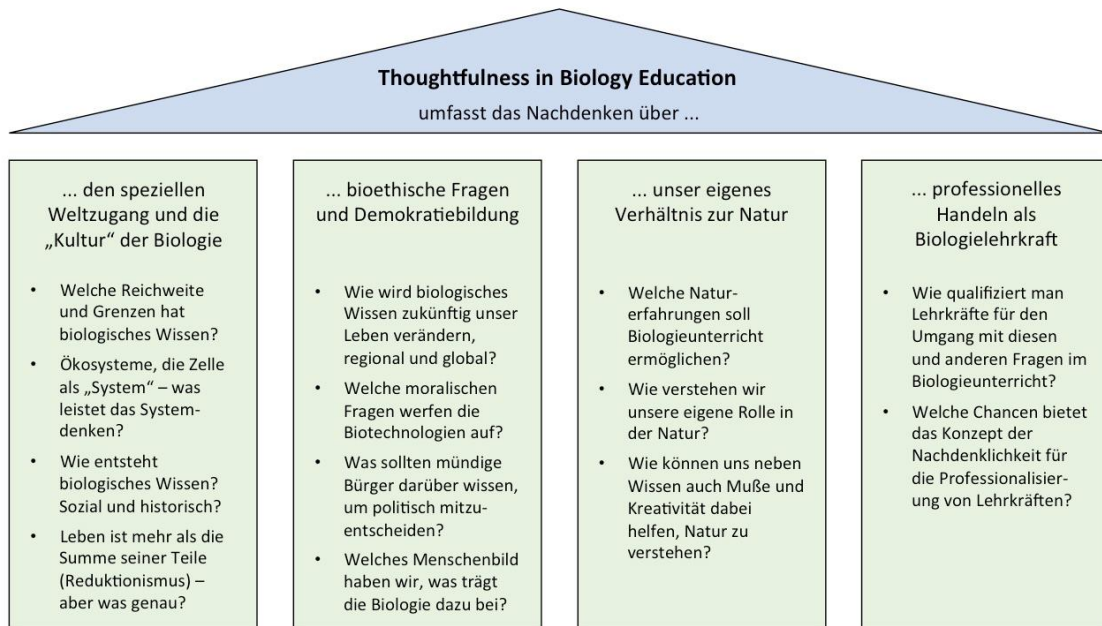 Thoughtfulness in Biology Education
umfasst das Nachdenken über ...
... den speziellen
Weltzugang und die
„Kultur“ der Biologie
• Welche Reichweite
und Grenzen hat
biologisches Wissen?
• Ökosysteme, die Zelle
als „System“ – was
leistet das System-
denken?
• Wie entsteht
biologisches Wissen?
Sozial und historisch?
• Leben ist mehr als die
Summe seiner Teile
(Reduktionismus) –
aber was genau?
... bioethische Fragen
und Demokratiebildung
• Wie wird biologisches
Wissen zukünftig unser
Leben verändern,
regional und global?
• Welche moralischen
Fragen werfen die
Biotechnologien auf?
• Was sollten mündige
Bürger darüber wissen,
um politisch mitzu-
entscheiden?
• Welches Menschenbild
haben wir, was trägt
die Biologie dazu bei?
... unser eigenes
Verhältnis zur Natur
• Welche Natur-
erfahrungen soll
Biologieunterricht
ermöglichen?
• Wie verstehen wir
unsere eigene Rolle in
der Natur?
• Wie können uns neben
Wissen auch Muße und
Kreativität dabei
helfen, Natur zu
verstehen?
... professionelles
Handeln als
Biologielehrkraft
• Wie qualifiziert man
Lehrkräfte für den
Umgang mit diesen
und anderen Fragen im
Biologieunterricht?
• Welche Chancen bietet
das Konzept der
Nachdenklichkeit für
die Professionalisier-
ung von Lehrkräften?